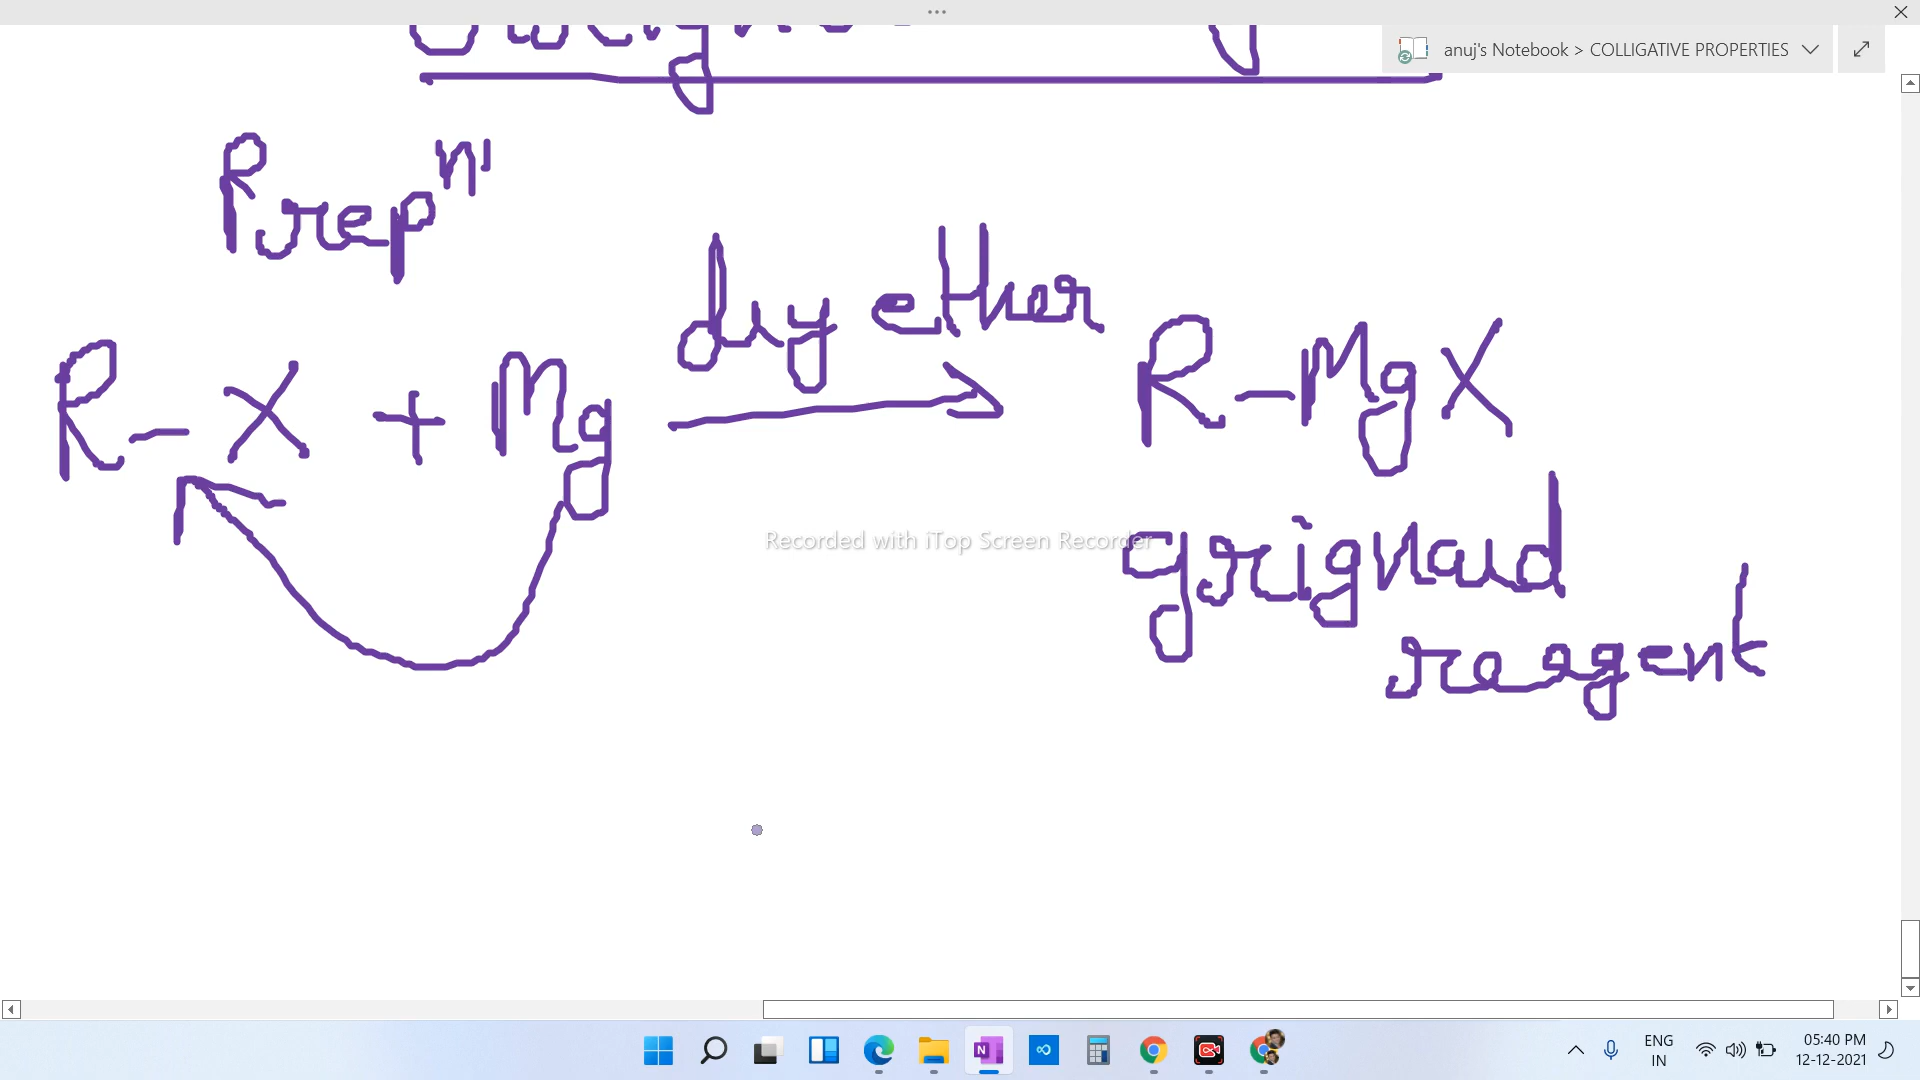 anuj's Notebook > COLLIGATIVE PROPERTIES
Prepⁿ
dry ether
R-X + Mg → R-MgX
Recorded with iTop Screen Recorder
grignard
reagent
ENG
IN
05:40 PM
12-12-2021